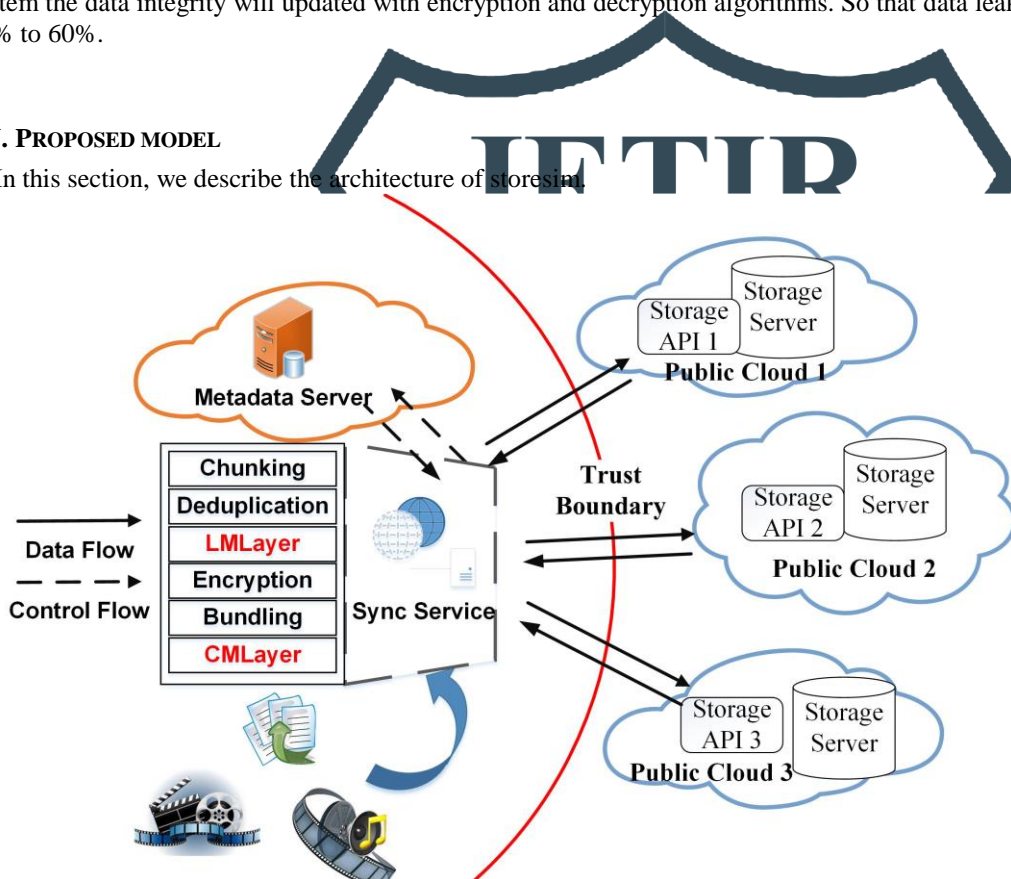 tem the data integrity will updated with encryption and decryption algorithms. So that data leak
% to 60%.
JETIR
. PROPOSED MODEL
In this section, we describe the architecture of storesim.
Storage
Server
Storage
API 1
Public Cloud 1
Metadata Server
Chunking
Deduplication
LMLayer
Encryption
Bundling
CMLayer
Data Flow
Control Flow
Sync Service
Trust
Boundary
Storage
Server
Storage
API 2
Public Cloud 2
Storage
API 3
Storage
Server
Public Cloud 3